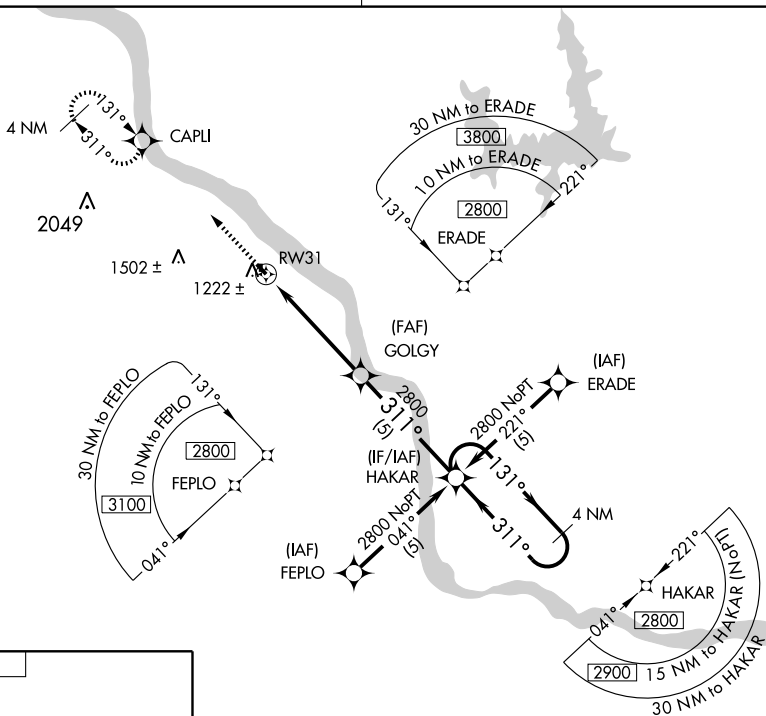 4 NM
131°
311°
CAPLI
2049
1502 ±
1222 ±
RW31
30 NM to ERADE
3800
10 NM to ERADE
2800
131°
221°
ERADE
(FAF)
GOLGY
2800
311°
(5)
(IAF)
ERADE
2800 NoPT
221°
(5)
(IF/IAF)
HAKAR
131°
311°
4 NM
2800 NoPT
041°
(5)
(IAF)
FEPLO
30 NM to FEPLO
10 NM to FEPLO
131°
2800
FEPLO
3100
041°
221°
HAKAR
041°
2800
2900
15 NM to HAKAR (NoPT)
30 NM to HAKAR